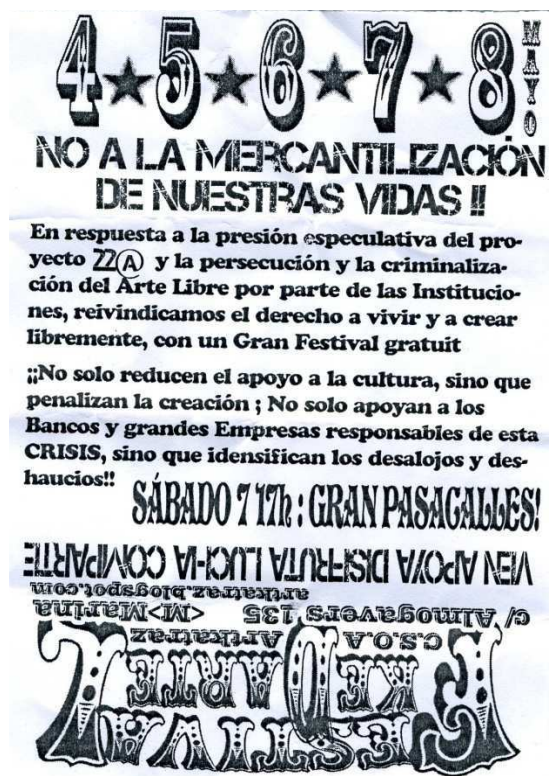 4★5★6★7★8 MAYO
NO A LA MERCANTILIZACIÓN
DE NUESTRAS VIDAS !!
En respuesta a la presión especulativa del pro-
yecto 22Ⓐ y la persecución y la criminaliza-
ción del Arte Libre por parte de las Institucio-
nes, reivindicamos el derecho a vivir y a crear
libremente, con un Gran Festival gratuit
¡¡No solo reducen el apoyo a la cultura, sino que
penalizan la creación ; No solo apoyan a los
Bancos y grandes Empresas responsables de esta
CRISIS, sino que idensifican los desalojos y des-
haucios!!
SÁBADO 7 17h : GRAN PASACALLES!
FESTIVAL
KEDARTE
C.S.O.A Artkatraz
c/ Almogavers 135 <M>Marina
artkatraz.blogspot.com
VIEN APOYA DISFRUTA LUCHA COMPARTE